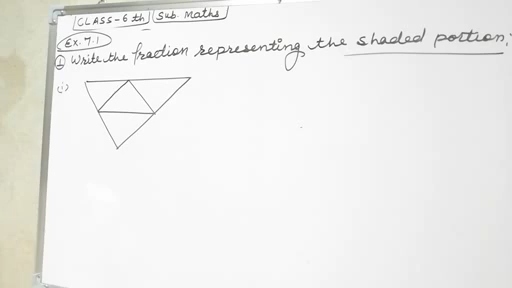 CLASS-6th Sub. Maths
Ex. 7.1
① Write the fraction representing the shaded portion.
(i)